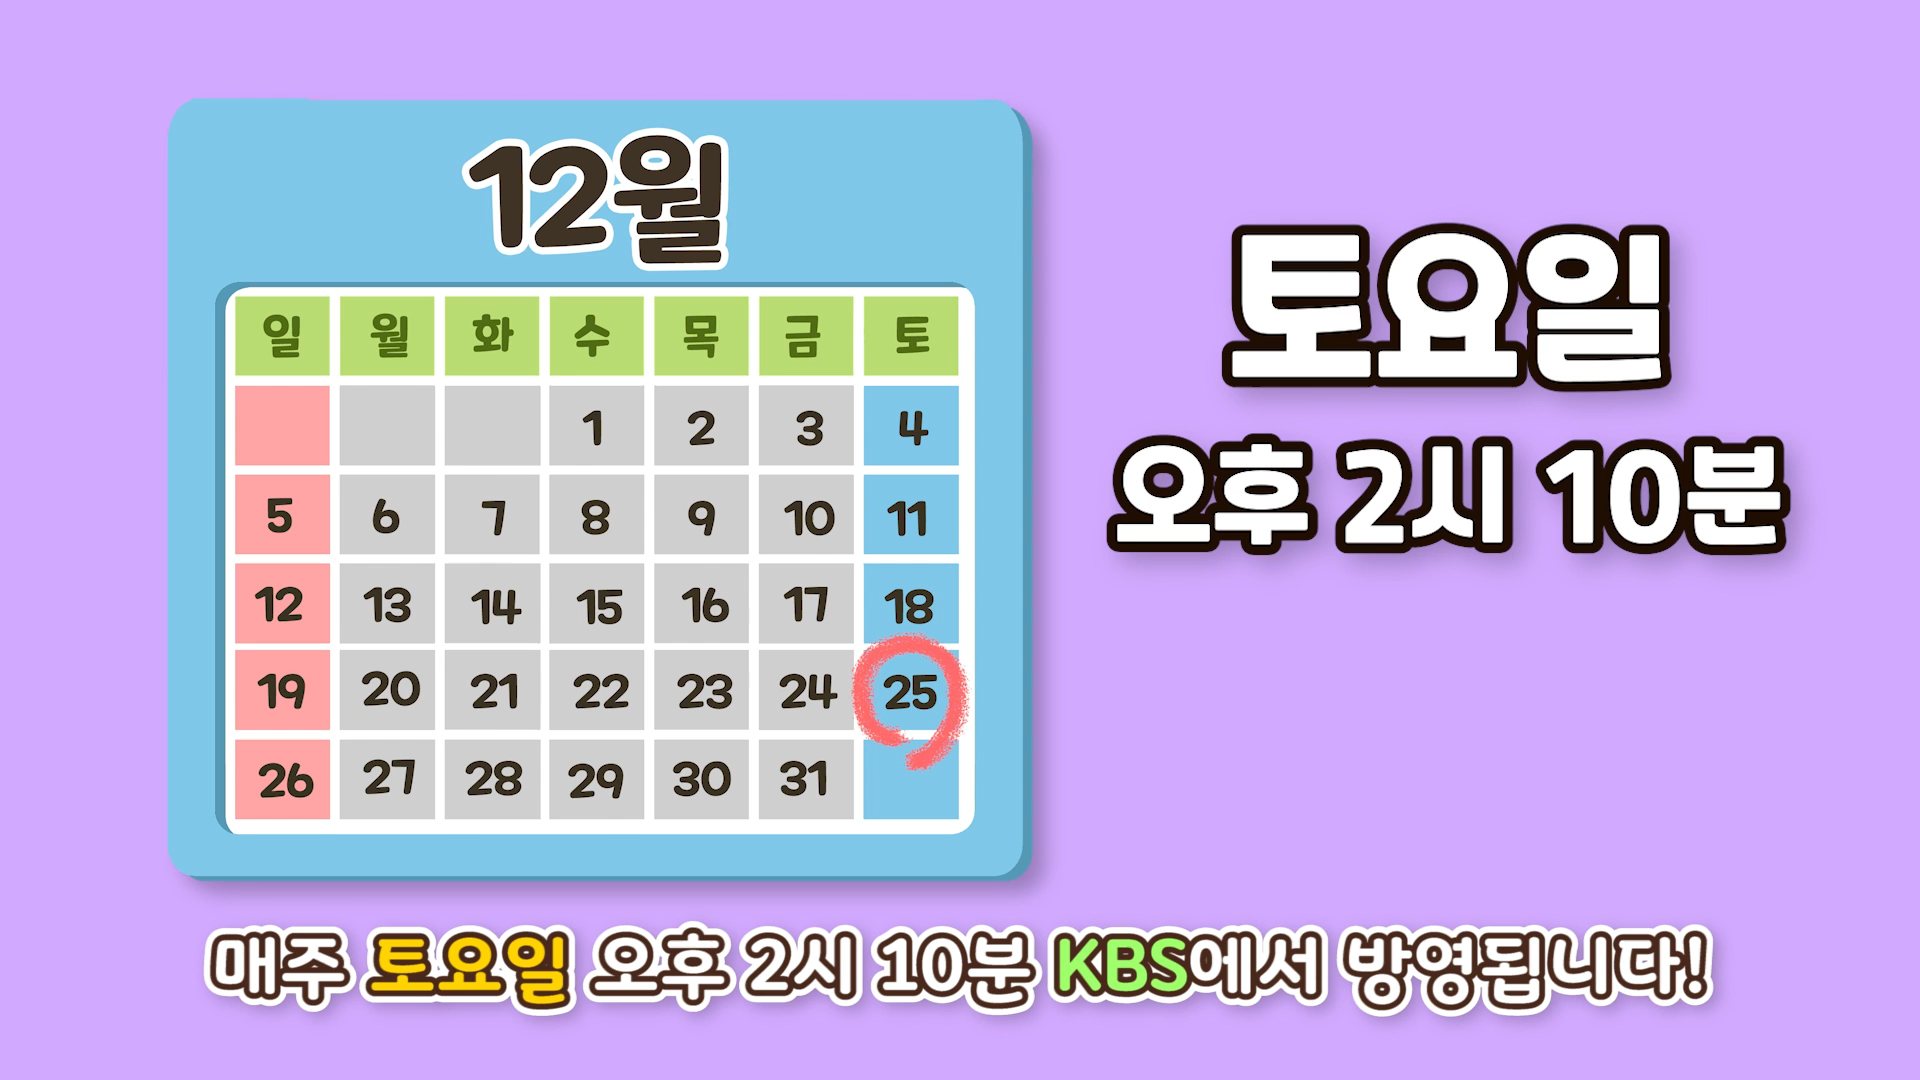 12월
일 월 화 수 목 금 토
1 2 3 4
5 6 7 8 9 10 11
12 13 14 15 16 17 18
19 20 21 22 23 24 25
26 27 28 29 30 31
토요일
오후 2시 10분
매주 토요일 오후 2시 10분 KBS에서 방영됩니다!